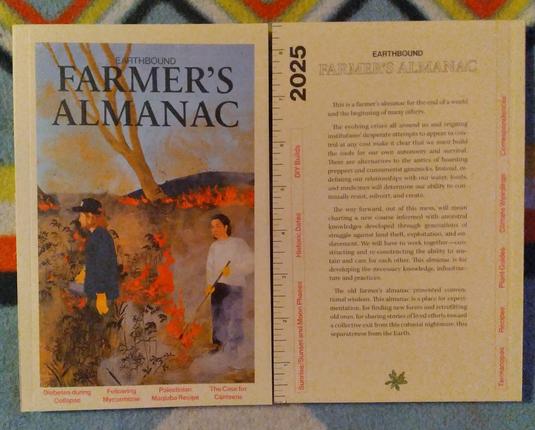 EARTHBOUND
FARMER'S
ALMANAC
Diabetes during
Collapse
Following
Mycorrhizae
Palestinian
Maqluba Recipe
The Case for
Canteens
2025
EARTHBOUND
FARMER'S ALMANAC
This is a farmer's almanac for the end of a world
and the beginning of many others.
The evolving crises all around us and reigning
institutions' desperate attempts to appear to con-
trol at any cost make it clear that we must build
the tools for our own autonomy and survival.
There are alternatives to the antics of hoarding
preppers and consumerist gimmicks. Instead, re-
defining our relationships with our water, foods,
and medicines will determine our ability to con-
tinually resist, subvert, and create.
The way forward, out of this mess, will mean
charting a new course informed with ancestral
knowledges developed through generations of
struggle against land theft, exploitation, and en-
slavement. We will have to work together—con-
structing and re-constructing the ability to sus-
tain and care for each other. This almanac is for
developing the necessary knowledge, infrastruc-
ture and practices.
The old farmer's almanac presented conven-
tional wisdom. This almanac is a place for experi-
mentation, for finding new forms and retrofitting
old ones, for sharing stories of lived efforts toward
a collective exit from this colonial nightmare, this
separateness from the Earth.
Sunrise/Sunset and Moon Phases
Historic Dates
DIY Builds
Recipes
Plant Guides